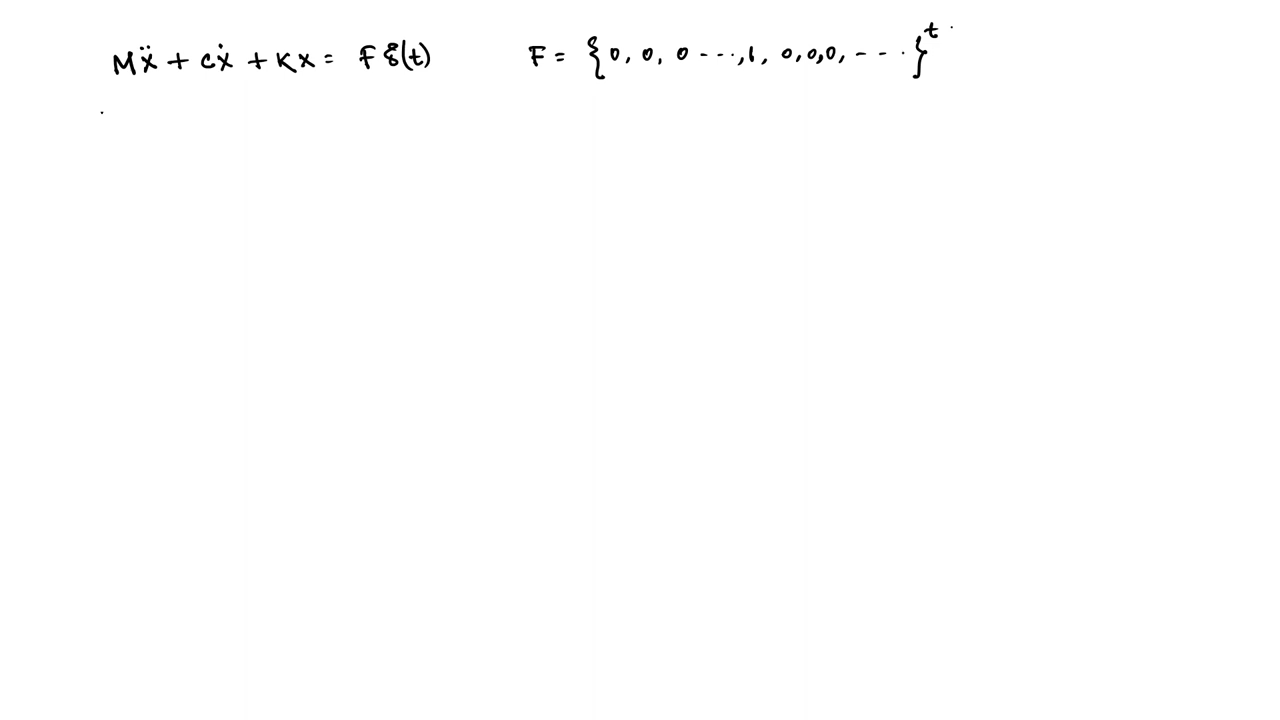 Mẍ + cẋ + Kx = F δ(t) F = {0, 0, 0 ---, 1, 0,0,0, ---}ᵗ